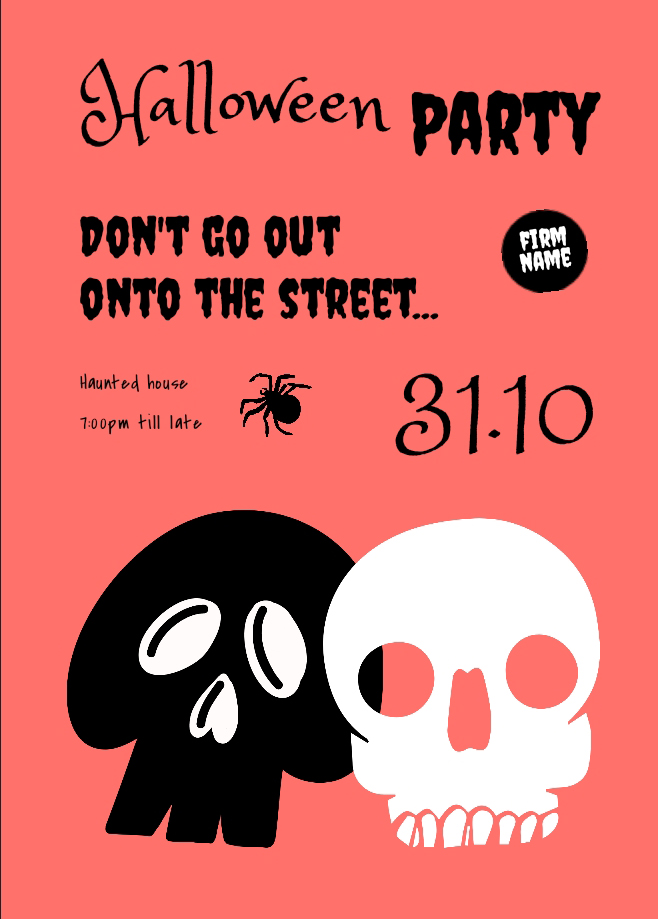 Halloween PARTY
DON'T GO OUT
ONTO THE STREET...
FIRM
NAME
Haunted house
7:00pm till late
31.10